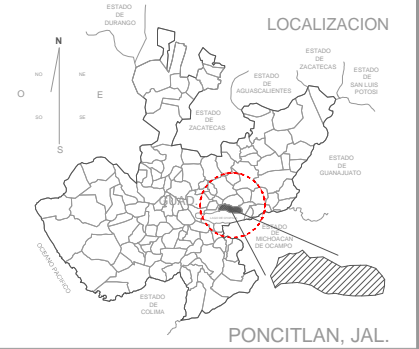 ESTADO
DE
DURANGO
LOCALIZACION
N
NO
NE
O
E
SO
SE
S
ESTADO
DE
ZACATECAS
ESTADO
DE
AGUASCALIENTES
ESTADO
DE
SAN LUIS
POTOSI
ESTADO
DE
ZACATECAS
ESTADO
DE
GUANAJUATO
GUAD
ESTADO
DE
MICHOACAN
DE OCAMPO
OCEANO PACIFICO
ESTADO
DE
COLIMA
PONCITLAN, JAL.